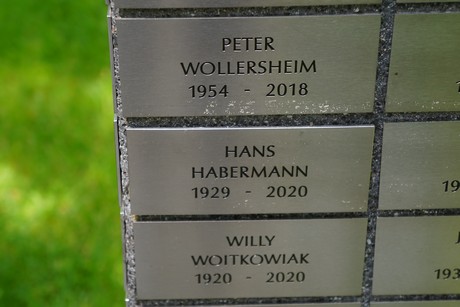 PETER
WOLLERSHEIM
1954 - 2018
HANS
HABERMANN
1929 - 2020
WILLY
WOITKOWIAK
1920 - 2020